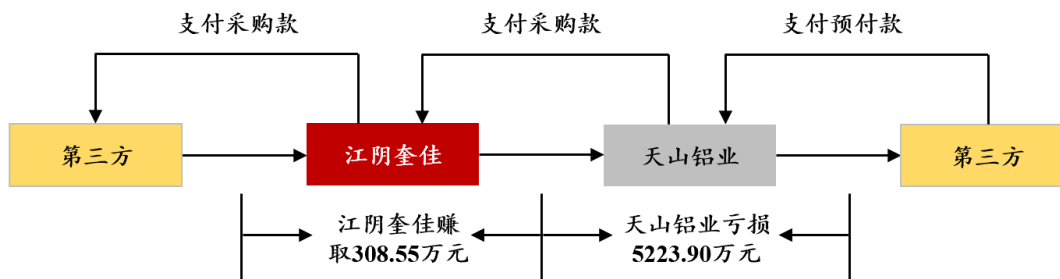 支付采购款
支付采购款
支付预付款
第三方
江阴奎佳
天山铝业
第三方
江阴奎佳赚
取308.55万元
天山铝业亏损
5223.90万元